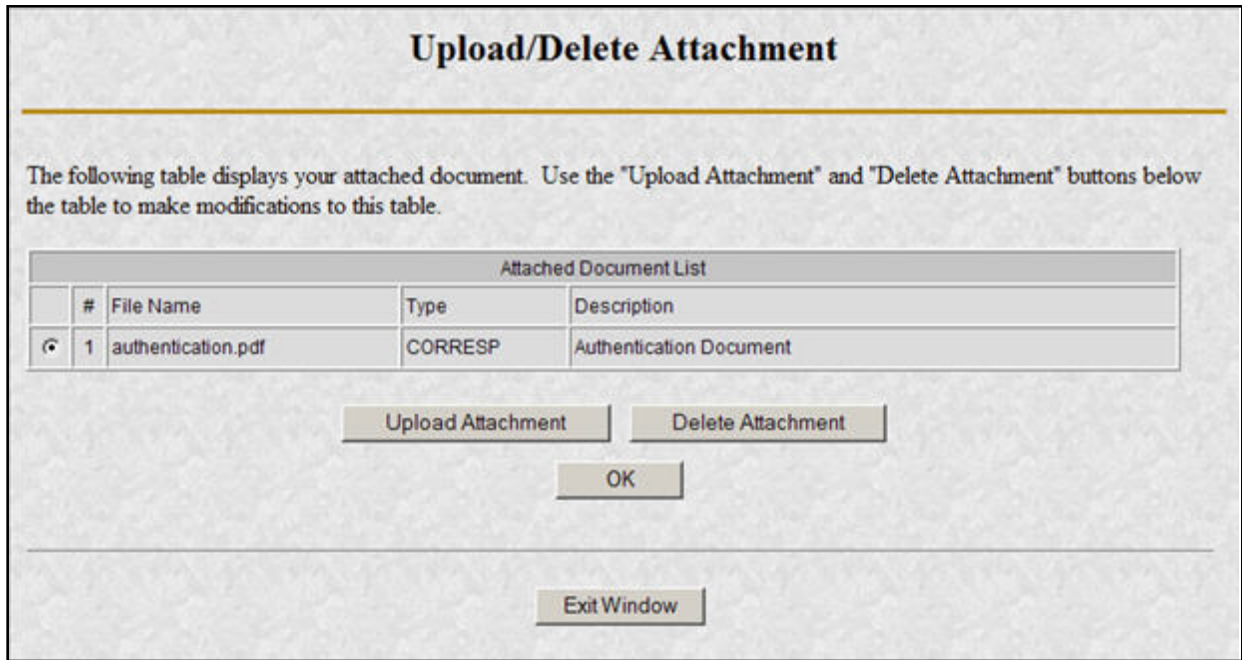 Upload/Delete Attachment
The following table displays your attached document. Use the "Upload Attachment" and "Delete Attachment" buttons below
the table to make modifications to this table.
Attached Document List
# File Name Type Description
1 authentication.pdf CORRESP Authentication Document
Upload Attachment Delete Attachment
OK
Exit Window